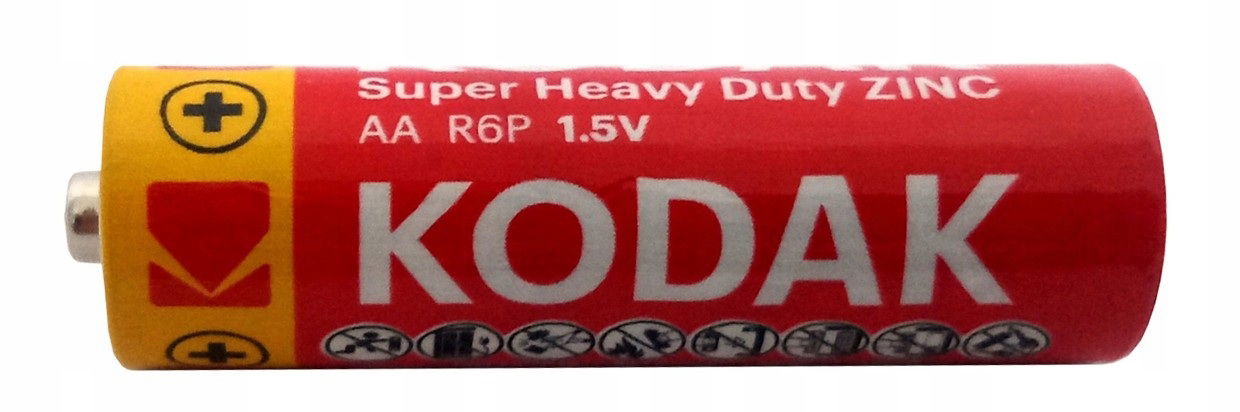 Super Heavy Duty ZINC
AA R6P 1.5V
KODAK